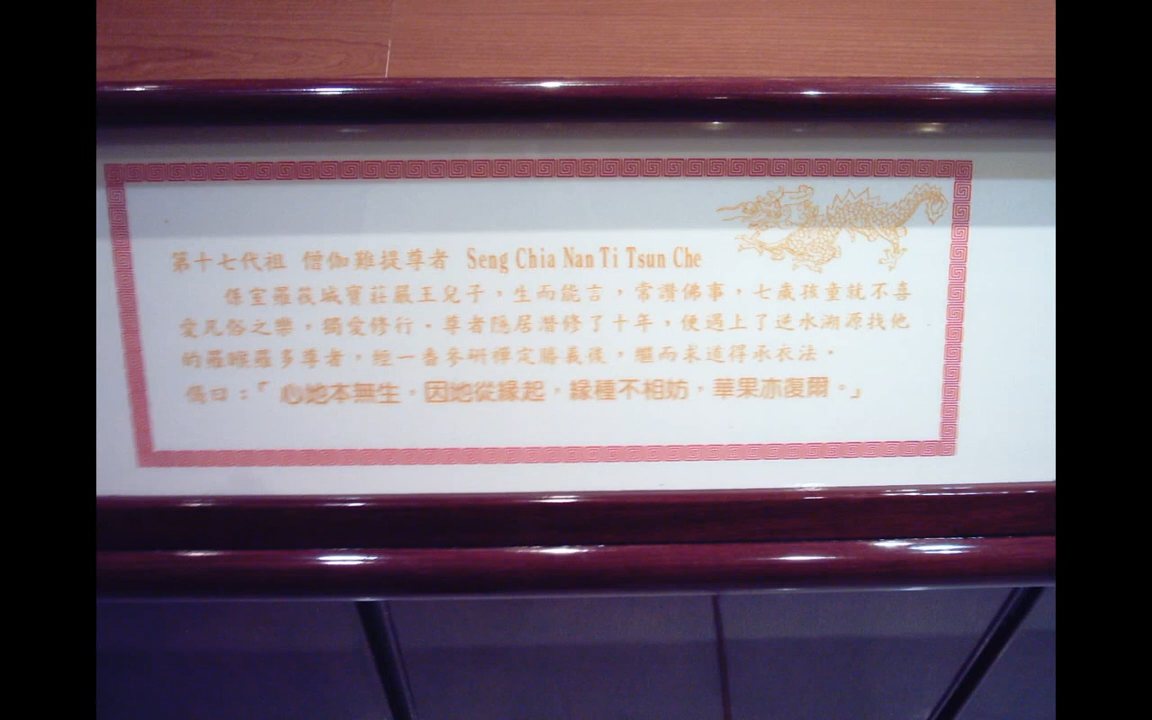 第十七代祖 僧伽難提尊者 Seng Chia Nan Ti Tsun Che
係室羅筏城寶莊嚴王兒子，生而能言，常讚佛事，七歲孩童就不喜
愛凡俗之樂，獨愛修行。尊者隱居潛修了十年，便遇上了逆水溯源找他
的羅睺羅多尊者，經一番參研禪定勝義後，繼而求道得承衣法。
偈曰：「心地本無生，因地從緣起，緣種不相妨，華果亦復爾。」